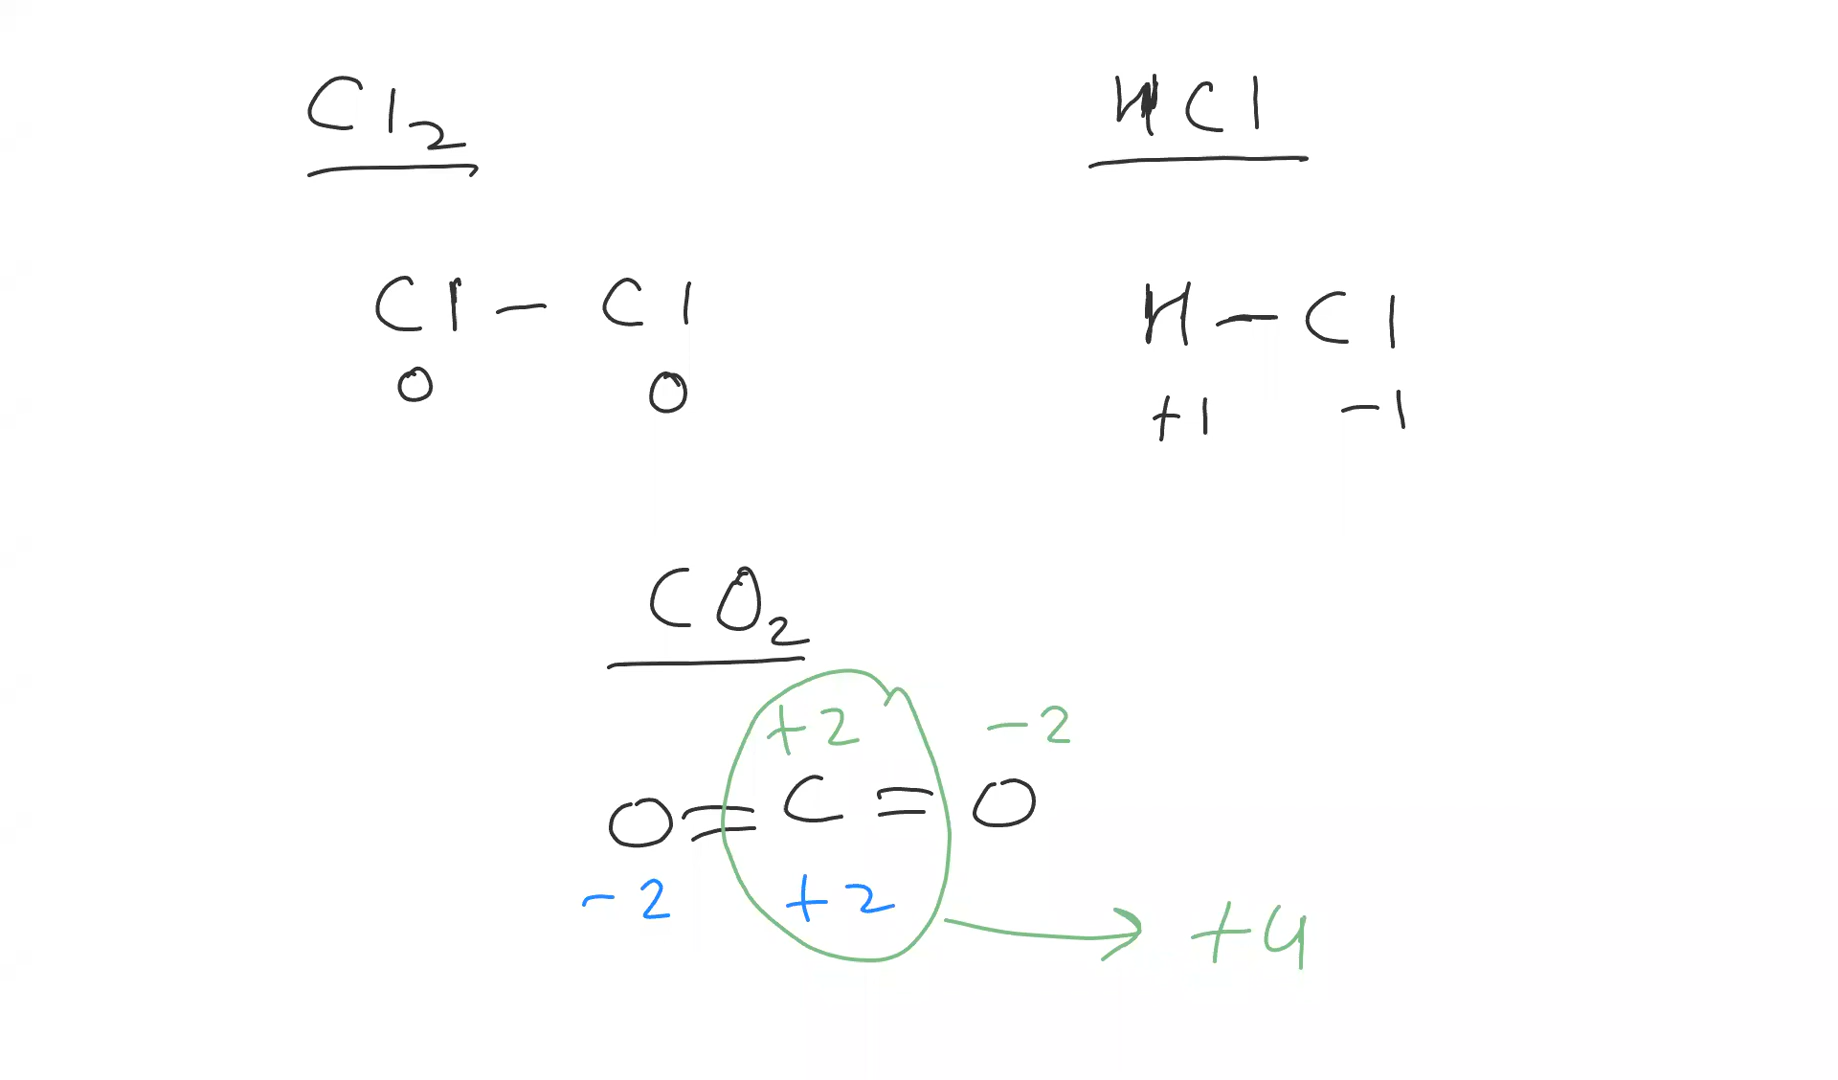 Cl₂
HCl
Cl – Cl
0 0
H – Cl
+1 -1
CO₂
+2 -2
O = C = O
-2 +2
→ +4